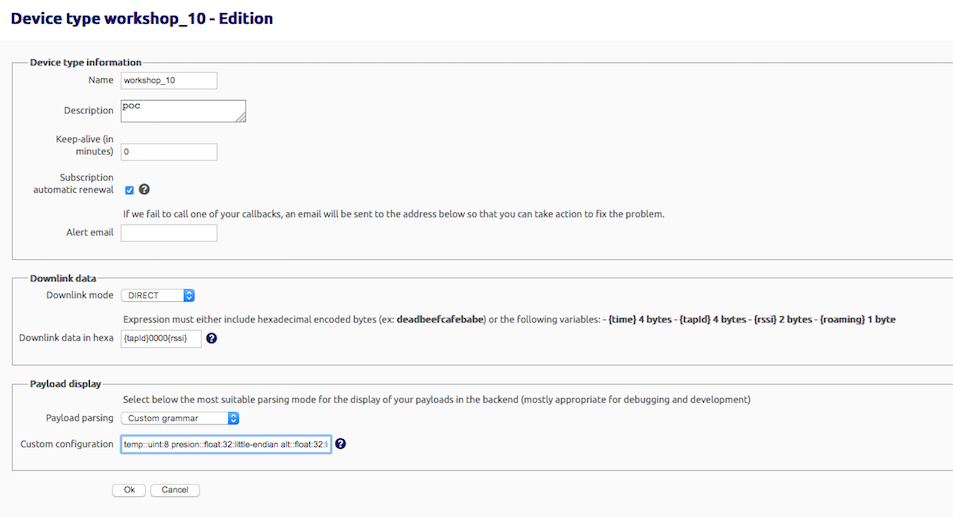 Device type workshop_10 - Edition
Device type information
Name workshop_10
Description poc
Keep-alive (in
minutes) 0
Subscription
automatic renewal
If we fail to call one of your callbacks, an email will be sent to the address below so that you can take action to fix the problem.
Alert email
Downlink data
Downlink mode DIRECT
Expression must either include hexadecimal encoded bytes (ex: deadbeefcafebabe) or the following variables: - {time} 4 bytes - {tapId} 4 bytes - {rssi} 2 bytes - {roaming} 1 byte
Downlink data in hexa {tapId}0000{rssi} ?
Payload display
Select below the most suitable parsing mode for the display of your payloads in the backend (mostly appropriate for debugging and development)
Payload parsing Custom grammar
Custom configuration temp::uint:8 presion::float:32:little-endian alt::float:32: ?
Ok Cancel